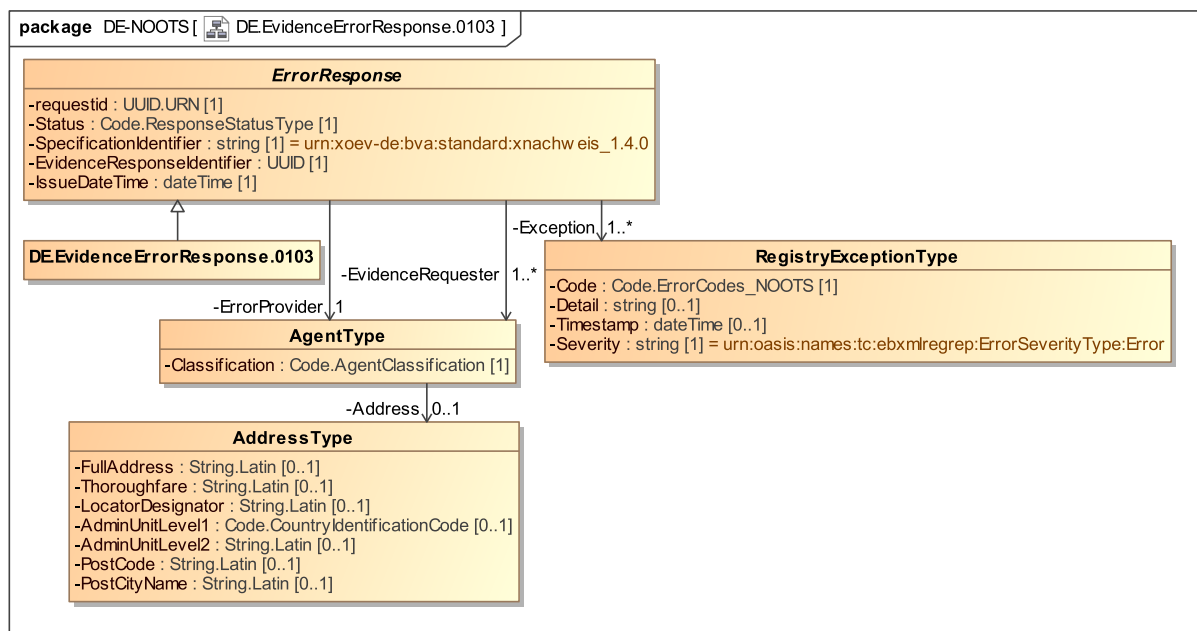 package DE-NOOTS [ DE.EvidenceErrorResponse.0103 ]
ErrorResponse
-requestid : UUID.URN [1]
-Status : Code.ResponseStatusType [1]
-SpecificationIdentifier : string [1] = urn:xoev-de:bva:standard:xnachweis_1.4.0
-EvidenceResponseIdentifier : UUID [1]
-IssueDateTime : dateTime [1]
-Exception 1..*
DE.EvidenceErrorResponse.0103
-EvidenceRequester 1..*
-ErrorProvider 1
RegistryExceptionType
-Code : Code.ErrorCodes_NOOTS [1]
-Detail : string [0..1]
-Timestamp : dateTime [0..1]
-Severity : string [1] = urn:oasis:names:tc:ebxmlregrep:ErrorSeverityType:Error
AgentType
-Classification : Code.AgentClassification [1]
-Address 0..1
AddressType
-FullAddress : String.Latin [0..1]
-Thoroughfare : String.Latin [0..1]
-LocatorDesignator : String.Latin [0..1]
-AdminUnitLevel1 : Code.CountryIdentificationCode [0..1]
-AdminUnitLevel2 : String.Latin [0..1]
-PostCode : String.Latin [0..1]
-PostCityName : String.Latin [0..1]